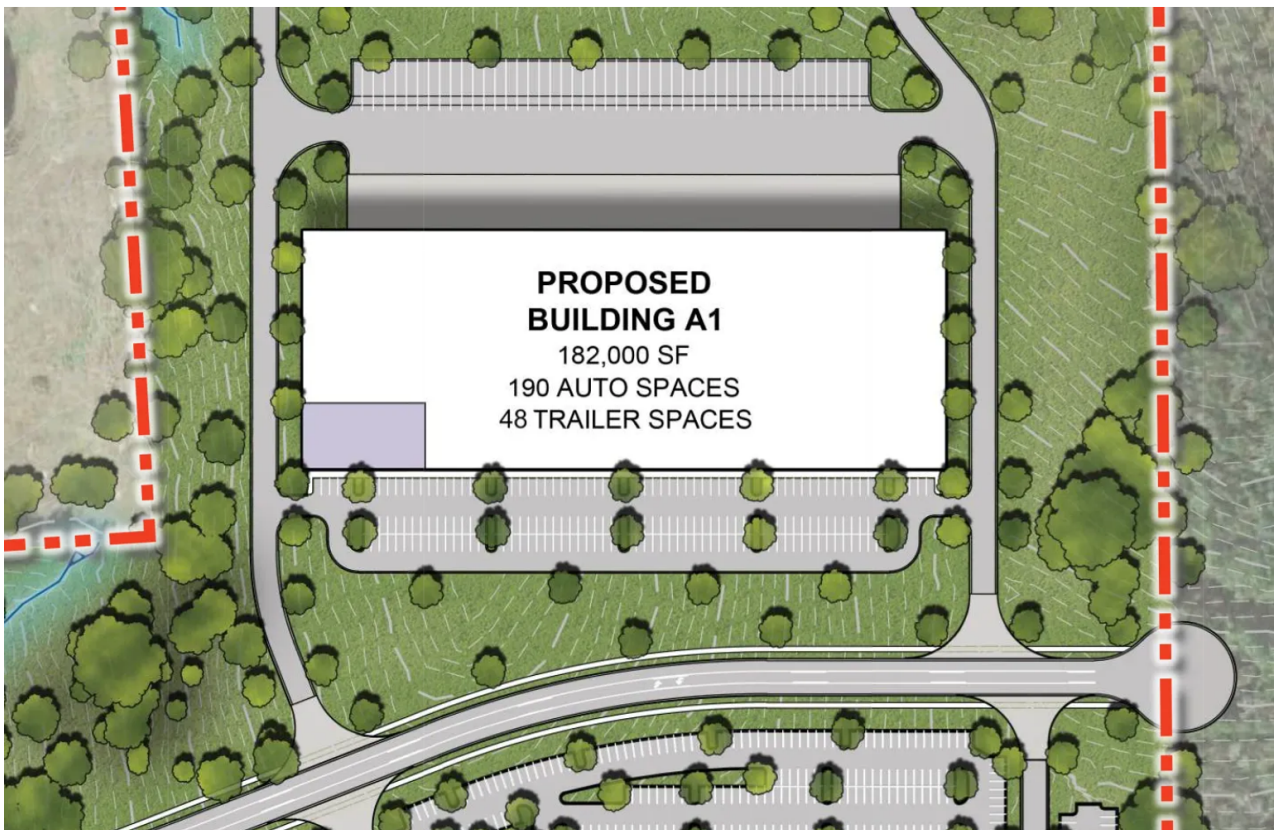 PROPOSED
BUILDING A1
182,000 SF
190 AUTO SPACES
48 TRAILER SPACES